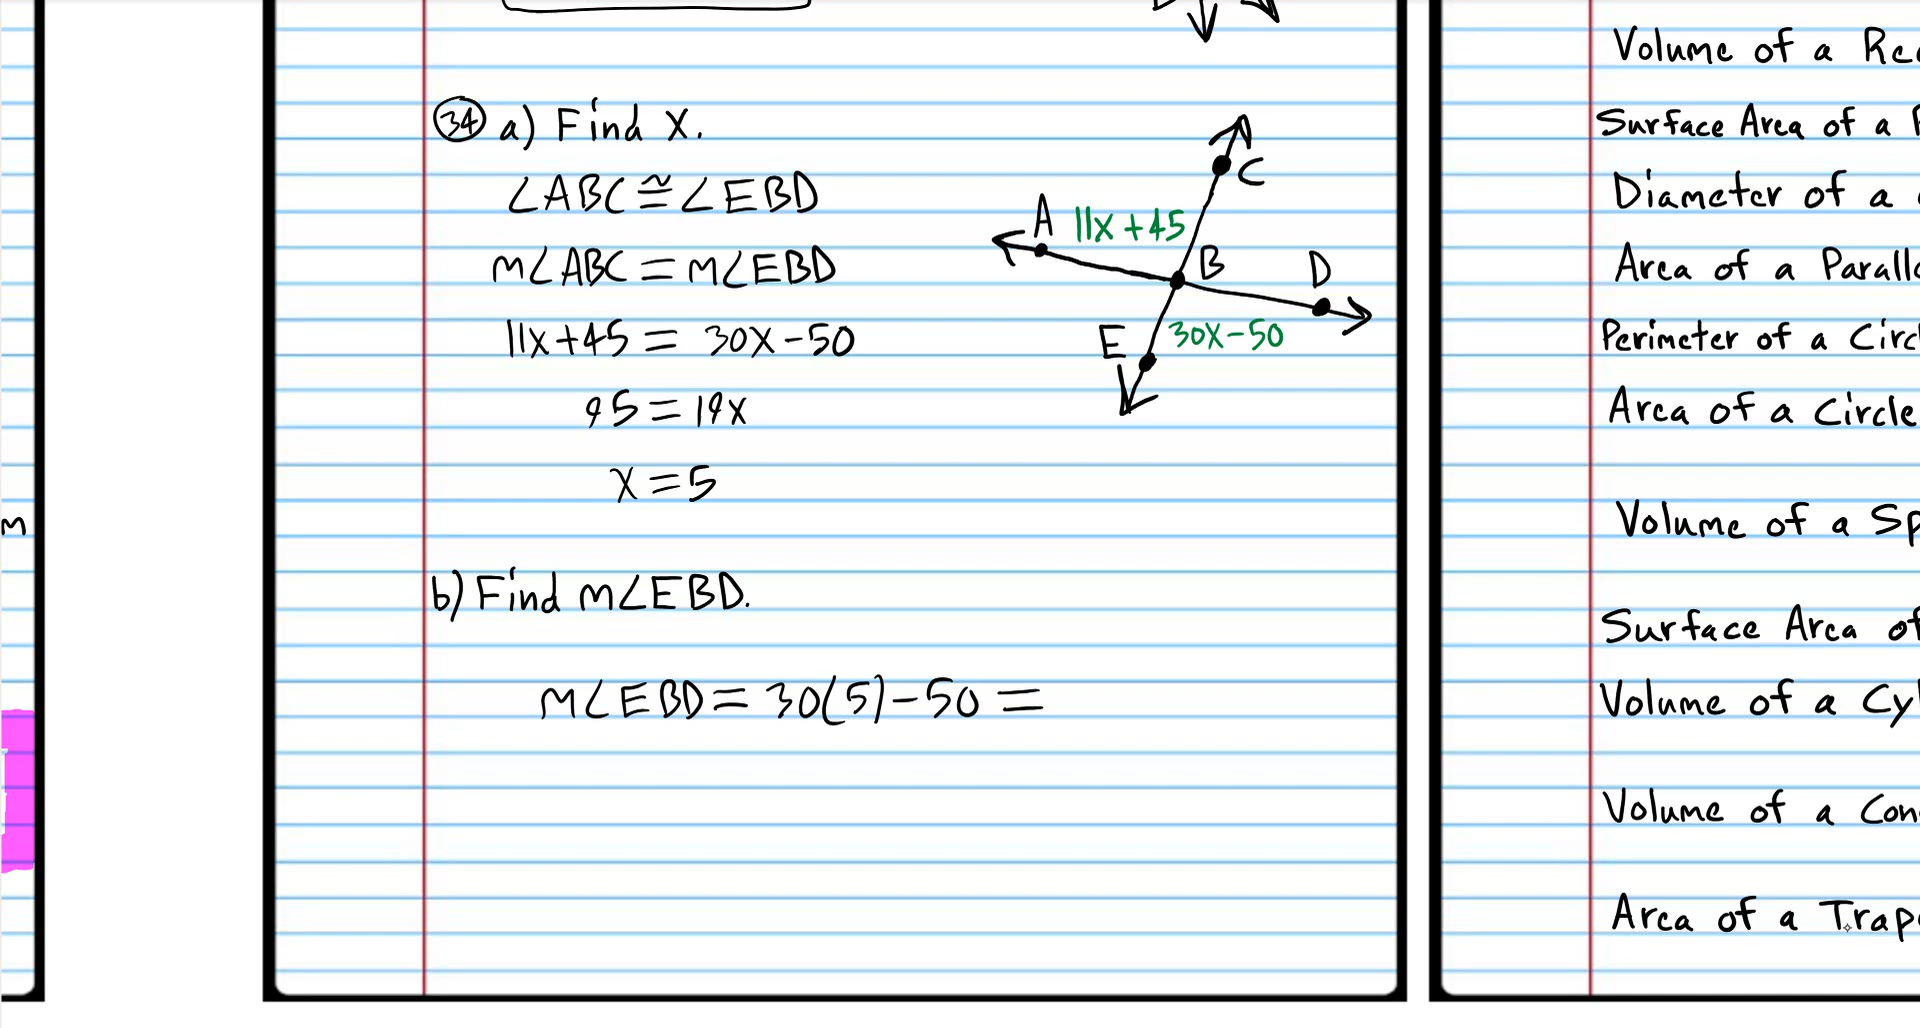 m
34 a) Find x.
∠ABC ≅ ∠EBD
m∠ABC = m∠EBD
11x+45 = 30x-50
95 = 19x
x = 5
A
11x+45
C
B
D
E
30x-50
b) Find m∠EBD.
m∠EBD = 30(5)-50 =
Volume of a Rec
Surface Area of a
Diameter of a
Area of a Parall
Perimeter of a Circ
Area of a Circle
Volume of a Sp
Surface Area of
Volume of a Cy
Volume of a Con
Area of a Trap